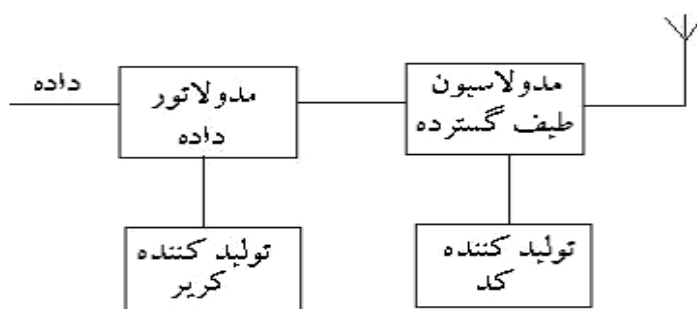 داده
مدولاتور
داده
مدولاسیون
طیف گسترده
تولید کننده
کریر
تولید کننده
کد